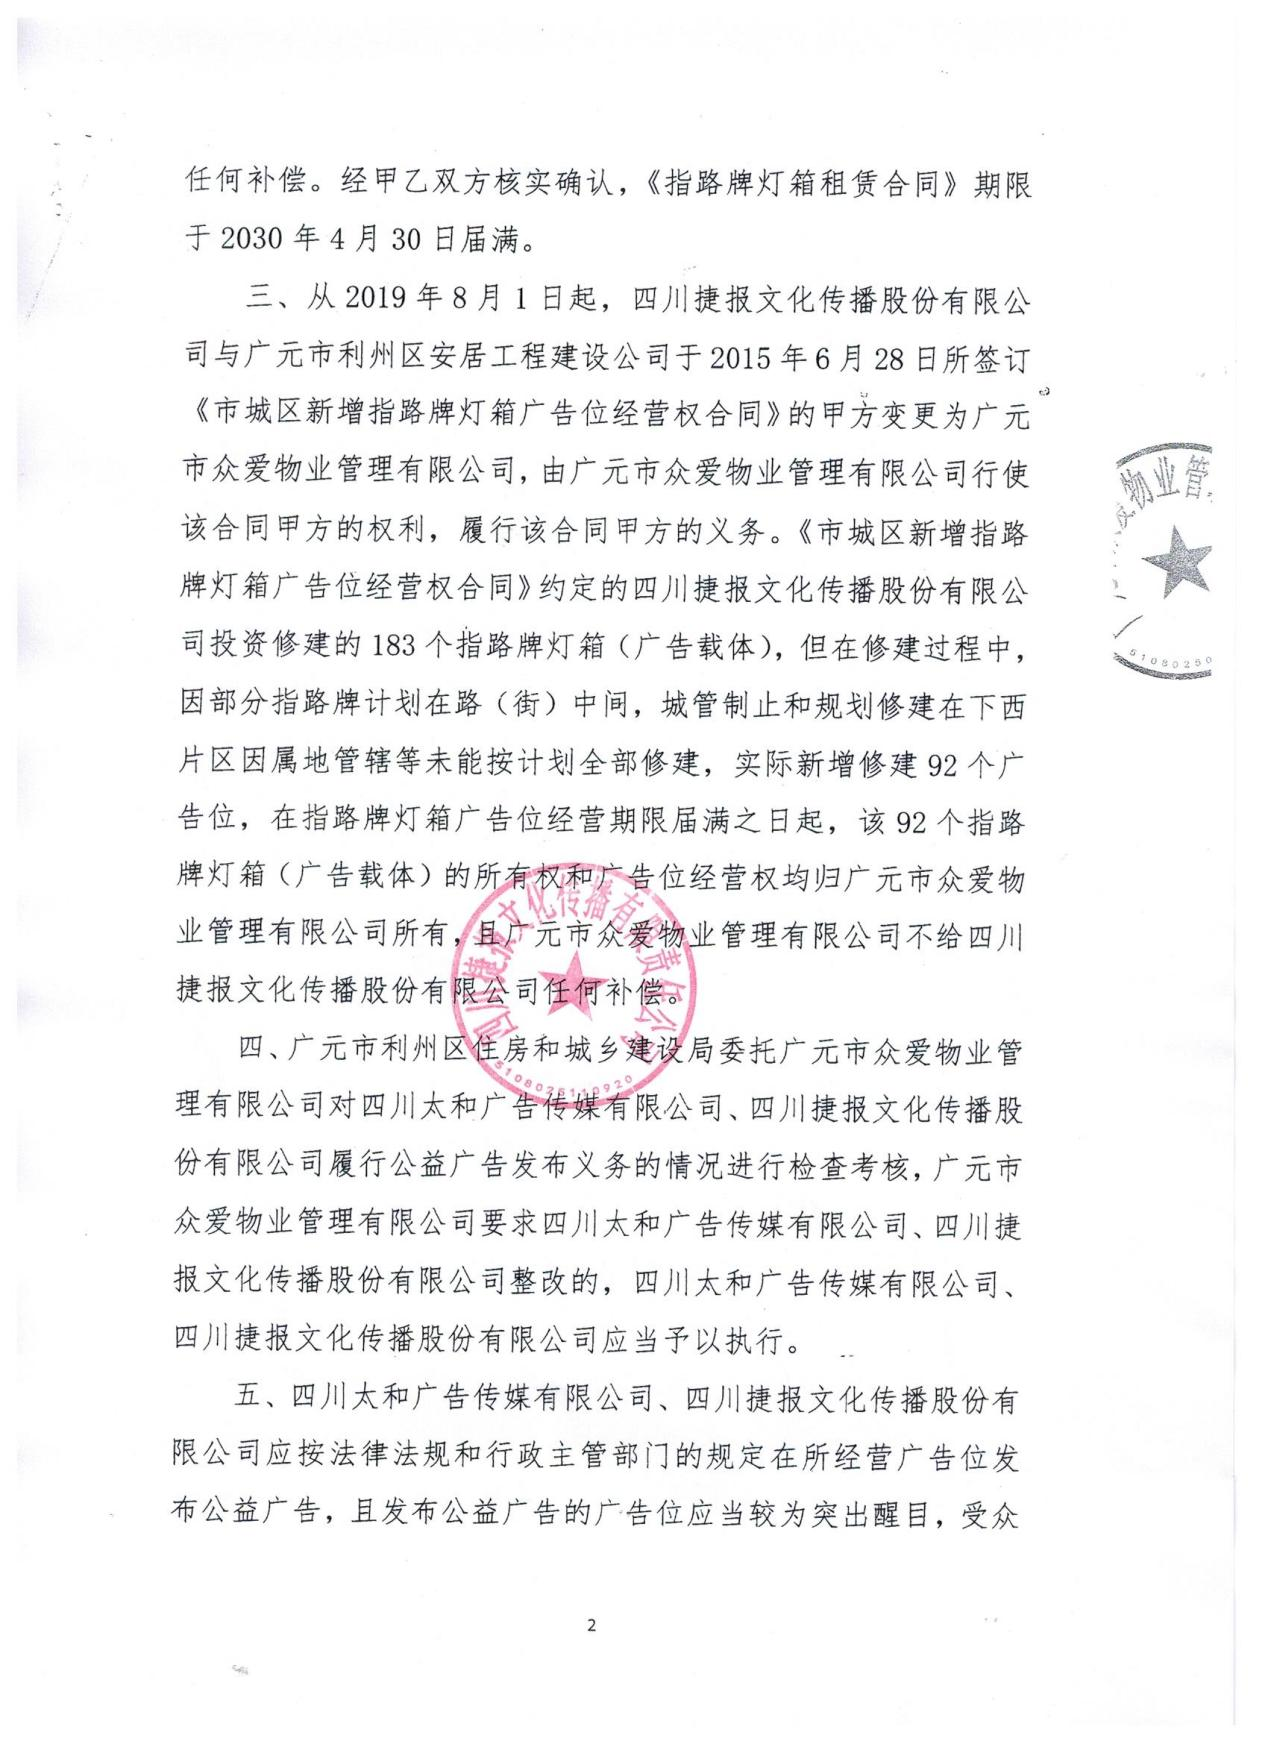 任何补偿。经甲乙双方核实确认，《指路牌灯箱租赁合同》期限
于 2030 年 4 月 30 日届满。
三、从 2019 年 8 月 1 日起，四川捷报文化传播股份有限公
司与广元市利州区安居工程建设公司于 2015 年 6 月 28 日所签订
《市城区新增指路牌灯箱广告位经营权合同》的甲方变更为广元
市众爱物业管理有限公司，由广元市众爱物业管理有限公司行使
该合同甲方的权利，履行该合同甲方的义务。《市城区新增指路
牌灯箱广告位经营权合同》约定的四川捷报文化传播股份有限公
司投资修建的 183 个指路牌灯箱（广告载体），但在修建过程中，
因部分指路牌计划在路（街）中间，城管制止和规划修建在下西
片区因属地管辖等未能按计划全部修建，实际新增修建 92 个广
告位，在指路牌灯箱广告位经营期限届满之日起，该 92 个指路
牌灯箱（广告载体）的所有权和广告位经营权均归广元市众爱物
业管理有限公司所有，且广元市众爱物业管理有限公司不给四川
捷报文化传播股份有限公司任何补偿。
四、广元市利州区住房和城乡建设局委托广元市众爱物业管
理有限公司对四川太和广告传媒有限公司、四川捷报文化传播股
份有限公司履行公益广告发布义务的情况进行检查考核，广元市
众爱物业管理有限公司要求四川太和广告传媒有限公司、四川捷
报文化传播股份有限公司整改的，四川太和广告传媒有限公司、
四川捷报文化传播股份有限公司应当予以执行。
五、四川太和广告传媒有限公司、四川捷报文化传播股份有
限公司应按法律法规和行政主管部门的规定在所经营广告位发
布公益广告，且发布公益广告的广告位应当较为突出醒目，受众
四川捷报文化传播有限责任公司
5108025110920
物业管
51080250
2